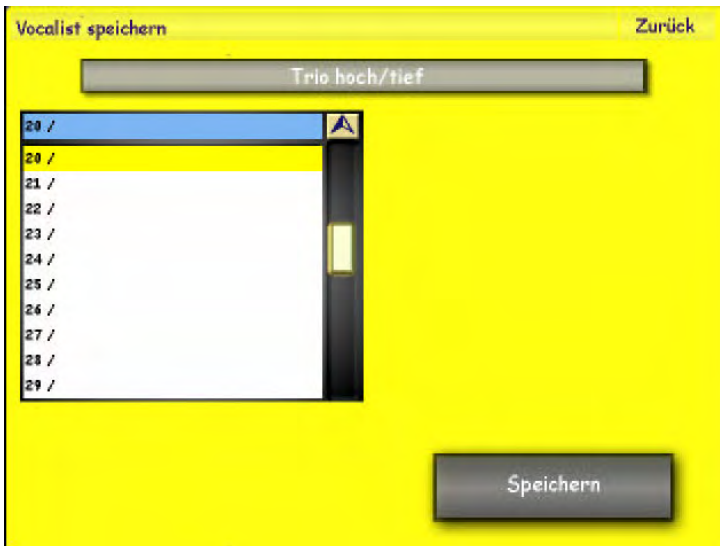 Vocalist speichern
Zurück
Trio hoch/tief
20 /
20 /
21 /
22 /
23 /
24 /
25 /
26 /
27 /
28 /
29 /
Speichern